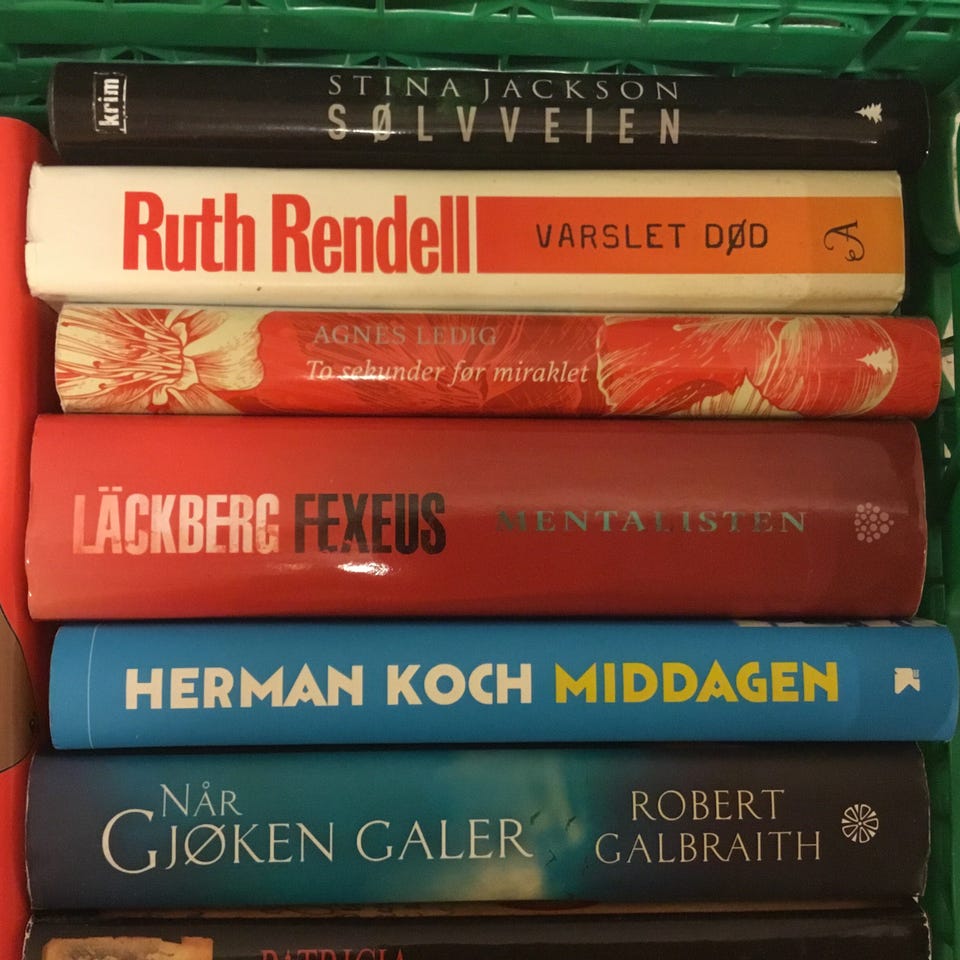 krim
STINA JACKSON
SØLVVEIEN
Ruth Rendell VARSLET DØD A
AGNES LEDIG
To sekunder før miraklet
LÄCKBERG FEXEUS MENTALISTEN
HERMAN KOCH MIDDAGEN
NÅR
GJØKEN GALER
ROBERT
GALBRAITH
PATRICIA